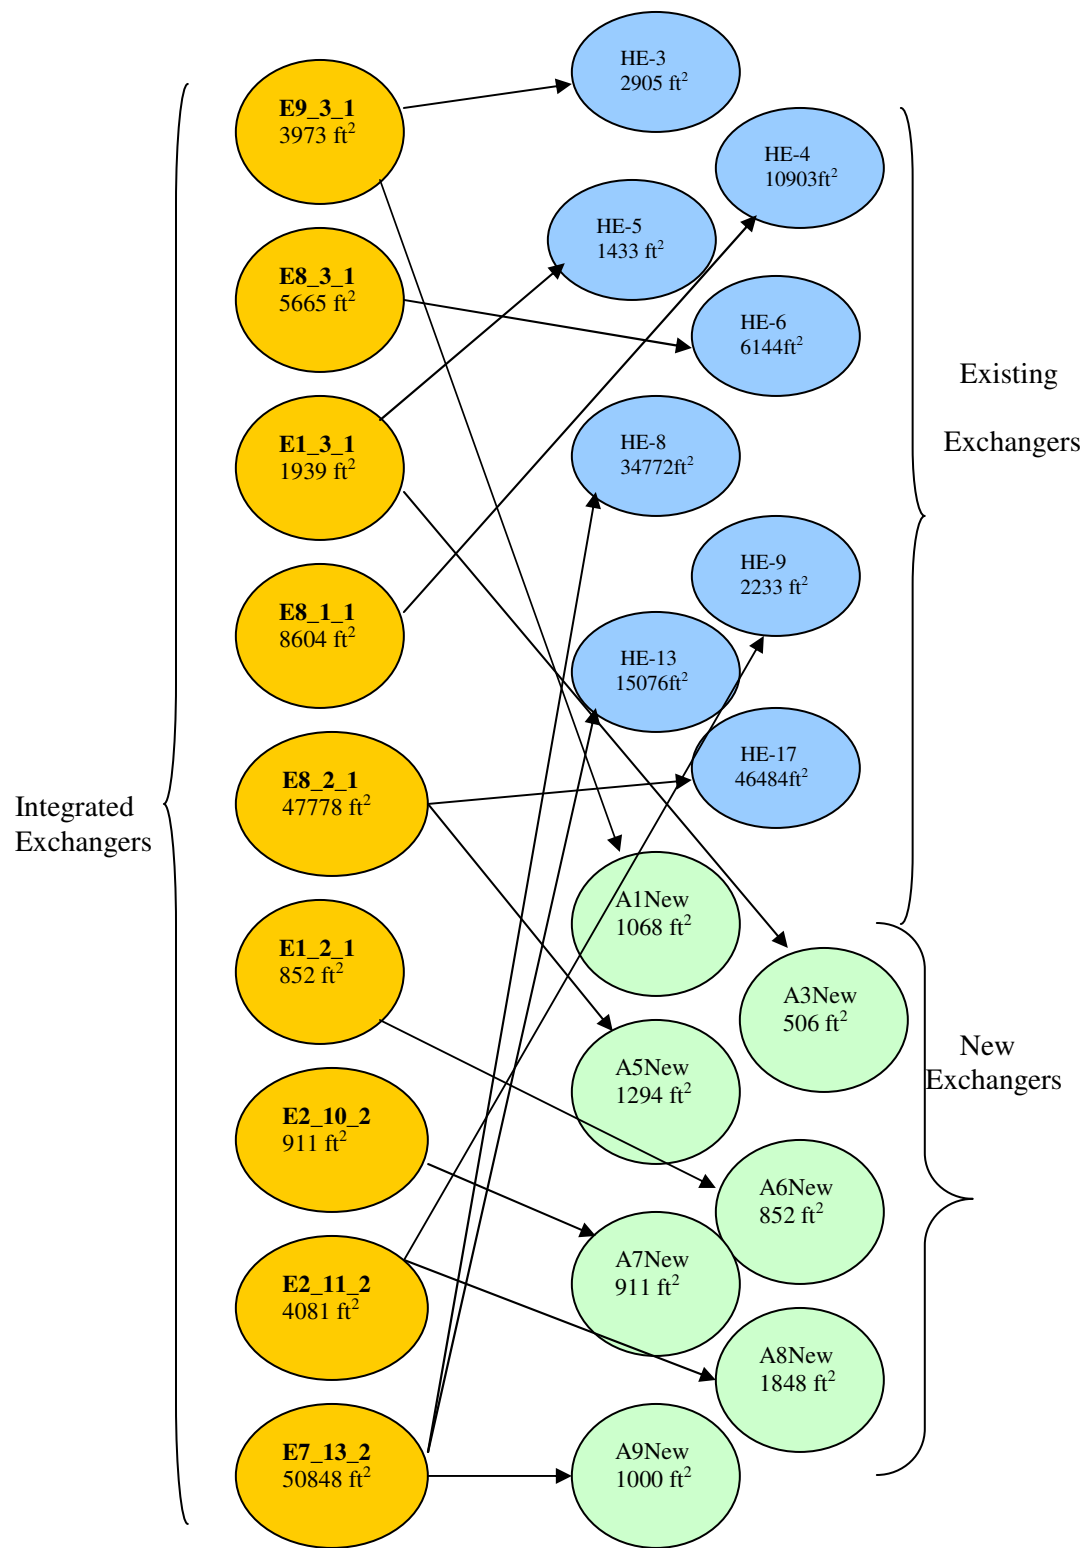 HE-3
2905 ft²
E9_3_1
3973 ft²
HE-4
10903ft²
HE-5
1433 ft²
E8_3_1
5665 ft²
HE-6
6144ft²
Existing
Exchangers
E1_3_1
1939 ft²
HE-8
34772ft²
HE-9
2233 ft²
E8_1_1
8604 ft²
HE-13
15076ft²
HE-17
46484ft²
E8_2_1
47778 ft²
Integrated
Exchangers
A1New
1068 ft²
E1_2_1
852 ft²
A3New
506 ft²
New
Exchangers
A5New
1294 ft²
E2_10_2
911 ft²
A6New
852 ft²
A7New
911 ft²
E2_11_2
4081 ft²
A8New
1848 ft²
E7_13_2
50848 ft²
A9New
1000 ft²